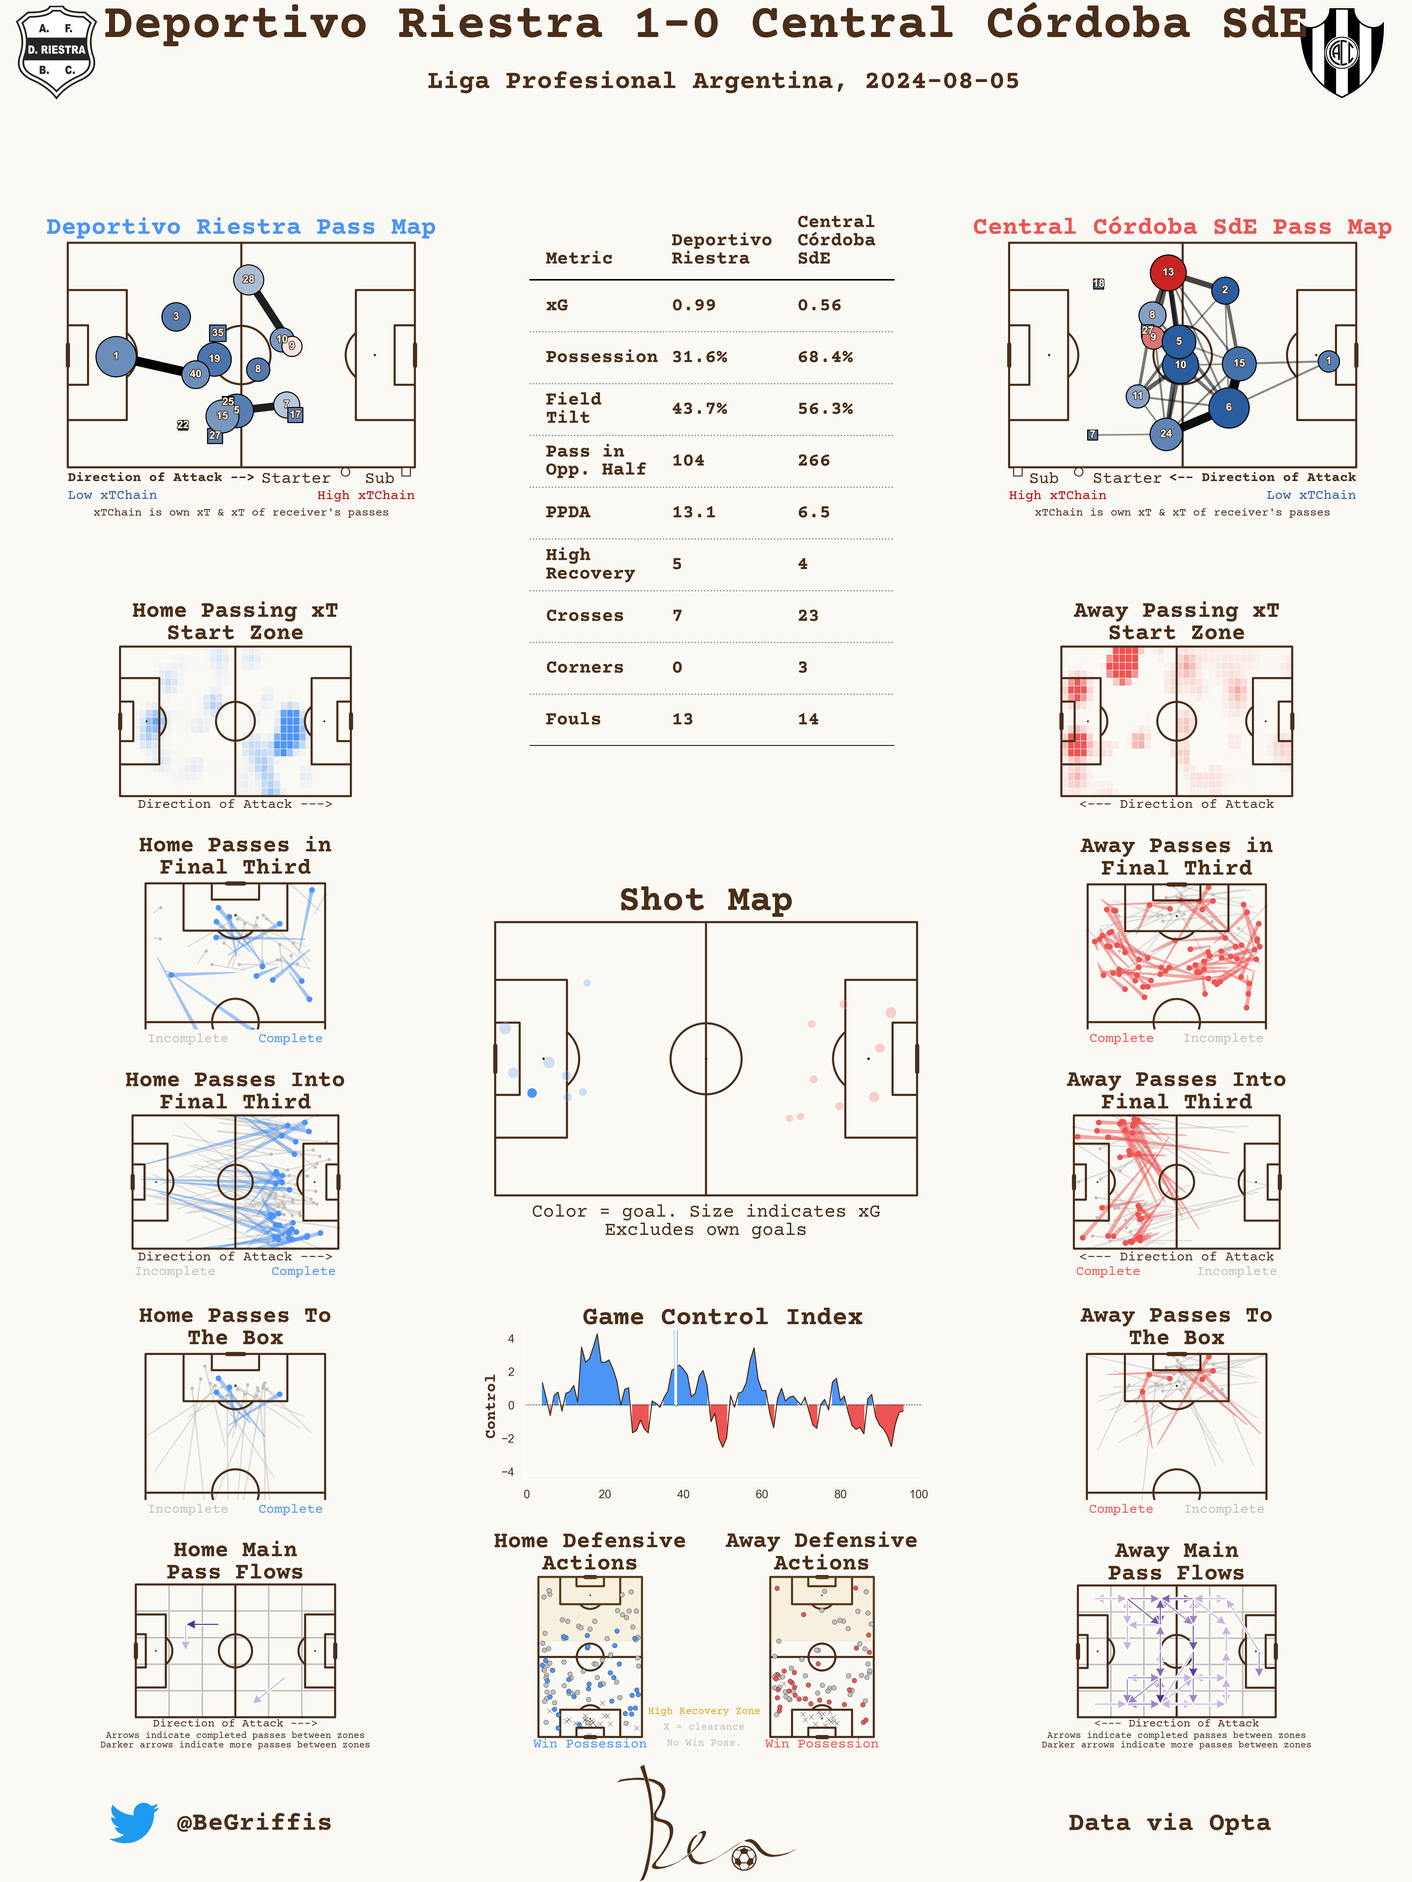 Deportivo Riestra 1-0 Central Córdoba SdE
A. F.
D. RIESTRA
B. C.
Liga Profesional Argentina, 2024-08-05
Deportivo Riestra Pass Map
28
3
35
10
9
1
19
40
8
25
5
15
7
17
22
27
Direction of Attack --> Starter Sub
Low xTChain High xTChain
xTChain is own xT & xT of receiver's passes
Metric Deportivo Riestra Central Córdoba SdE
xG 0.99 0.56
Possession 31.6% 68.4%
Field Tilt 43.7% 56.3%
Pass in Opp. Half 104 266
PPDA 13.1 6.5
High Recovery 5 4
Crosses 7 23
Corners 0 3
Fouls 13 14
Central Córdoba SdE Pass Map
13
18
2
8
27
9
5
10
15
1
11
6
7
24
Sub Starter <-- Direction of Attack
High xTChain Low xTChain
xTChain is own xT & xT of receiver's passes
Home Passing xT
Start Zone
Direction of Attack --->
Away Passing xT
Start Zone
<--- Direction of Attack
Home Passes in
Final Third
Incomplete Complete
Away Passes in
Final Third
Complete Incomplete
Shot Map
Color = goal. Size indicates xG
Excludes own goals
Home Passes Into
Final Third
Direction of Attack --->
Incomplete Complete
Away Passes Into
Final Third
<--- Direction of Attack
Complete Incomplete
Home Passes To
The Box
Incomplete Complete
Game Control Index
Control
4
2
0
−2
−4
0 20 40 60 80 100
Away Passes To
The Box
Complete Incomplete
Home Main
Pass Flows
Direction of Attack --->
Arrows indicate completed passes between zones
Darker arrows indicate more passes between zones
Home Defensive
Actions
Win Possession
Away Defensive
Actions
Win Possession
High Recovery Zone
X = clearance
No Win Poss.
Away Main
Pass Flows
<--- Direction of Attack
Arrows indicate completed passes between zones
Darker arrows indicate more passes between zones
@BeGriffis
Ben
Data via Opta